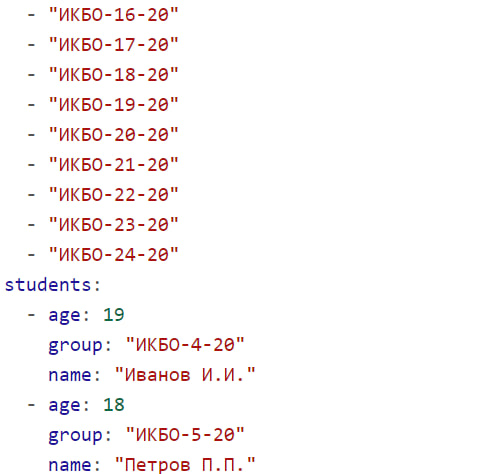 - "ИКБО-16-20"
- "ИКБО-17-20"
- "ИКБО-18-20"
- "ИКБО-19-20"
- "ИКБО-20-20"
- "ИКБО-21-20"
- "ИКБО-22-20"
- "ИКБО-23-20"
- "ИКБО-24-20"
students:
- age: 19
group: "ИКБО-4-20"
name: "Иванов И.И."
- age: 18
group: "ИКБО-5-20"
name: "Петров П.П."